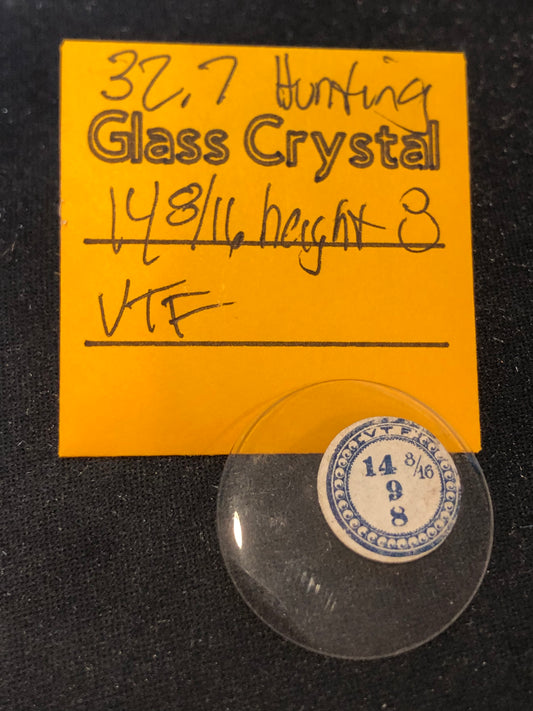 32.7 Hunting
Glass Crystal
14 8/16 height 8
VTF
VTF
14 8/16
9
8